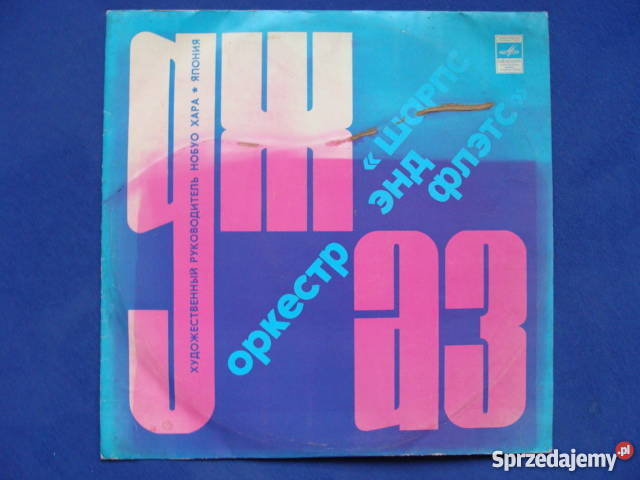 ДЖ
АЗ
ХУДОЖЕСТВЕННЫЙ РУКОВОДИТЕЛЬ НОБУО ХАРА * ЯПОНИЯ
оркестр
«ШАРПС
ЭНД
ФЛЭТС»
Sprzedajemy.pl